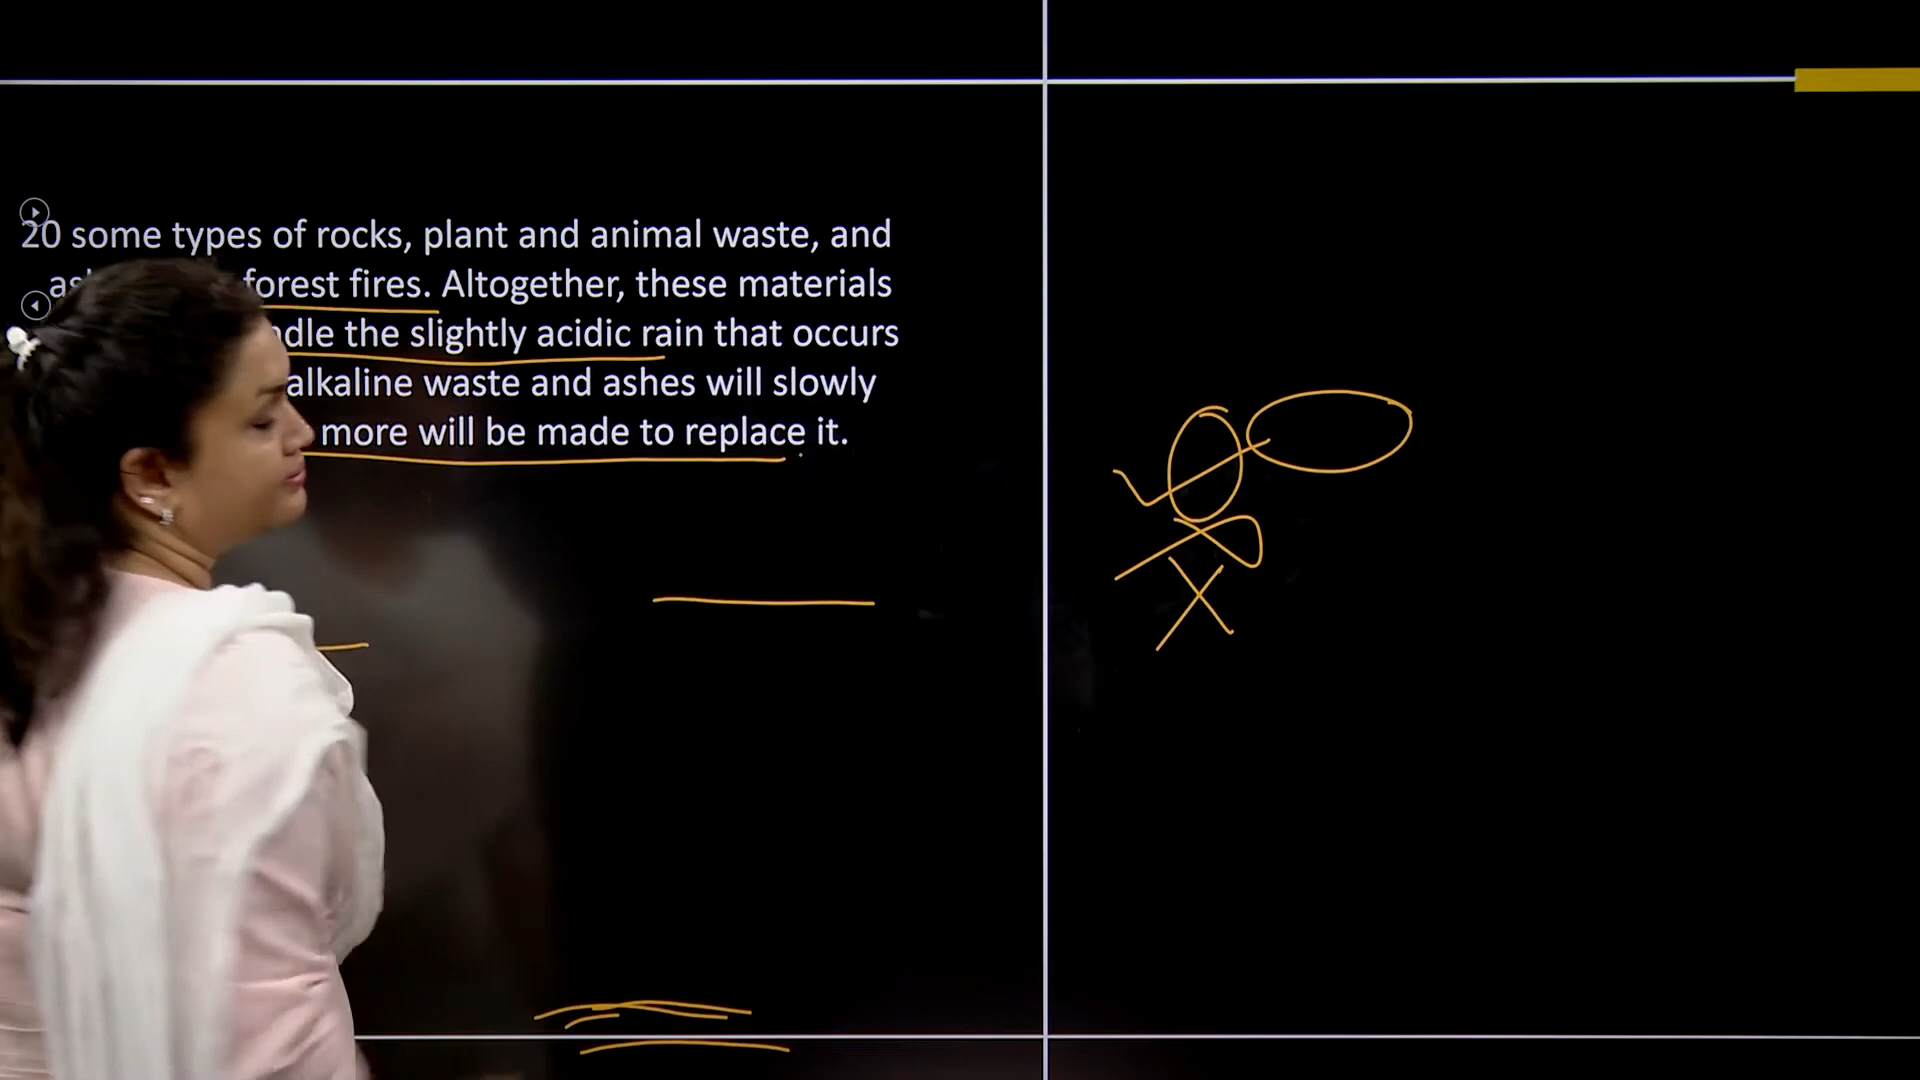 20 some types of rocks, plant and animal waste, and
forest fires. Altogether, these materials
the slightly acidic rain that occurs
alkaline waste and ashes will slowly
more will be made to replace it.